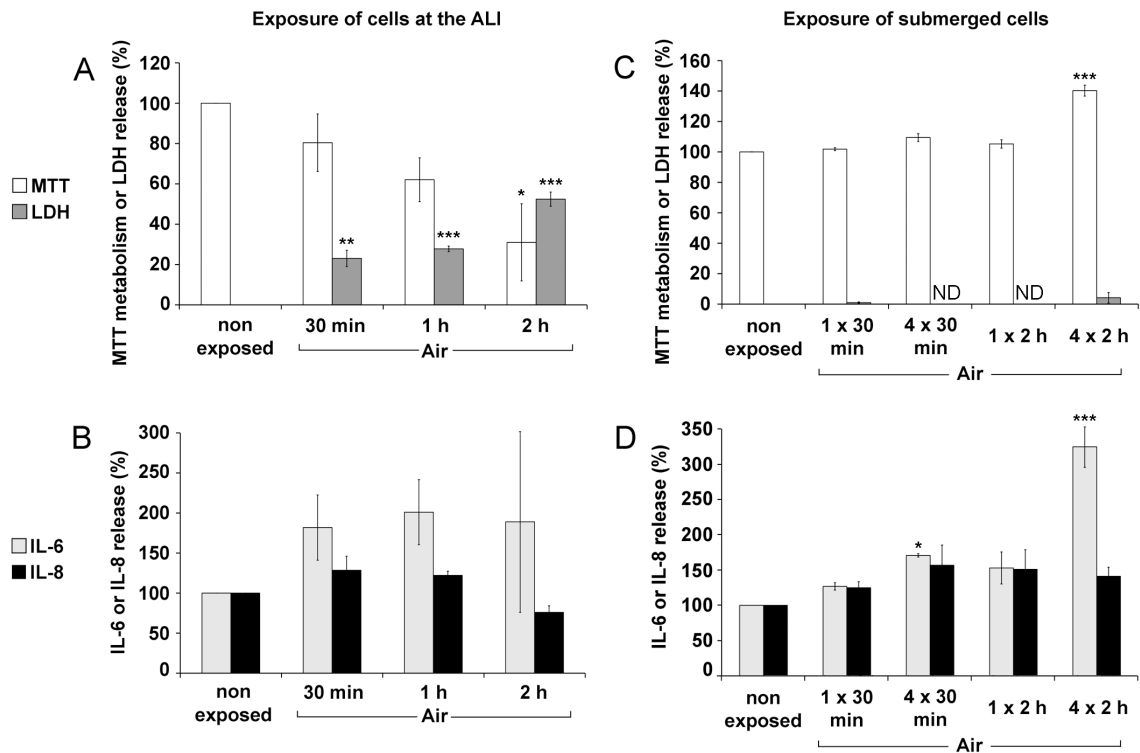 Exposure of cells at the ALI
Exposure of submerged cells
A
MTT metabolism or LDH release (%)
120
100
80
60
40
20
0
MTT
LDH
**
***
*
***
non exposed
30 min
1 h
2 h
Air
C
MTT metabolism or LDH release (%)
160
140
120
100
80
60
40
20
0
ND
ND
***
non exposed
1 x 30 min
4 x 30 min
1 x 2 h
4 x 2 h
Air
B
IL-6 or IL-8 release (%)
300
250
200
150
100
50
0
IL-6
IL-8
non exposed
30 min
1 h
2 h
Air
D
IL-6 or IL-8 release (%)
350
300
250
200
150
100
50
0
*
***
non exposed
1 x 30 min
4 x 30 min
1 x 2 h
4 x 2 h
Air